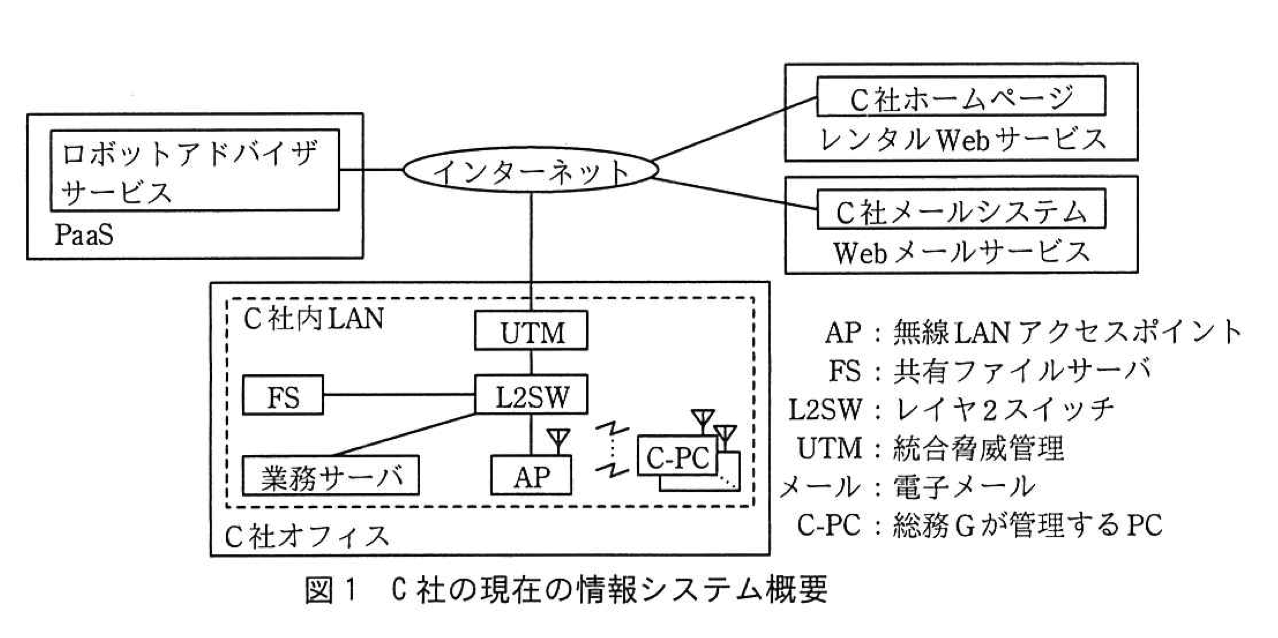 C社ホームページ
レンタルWebサービス
ロボットアドバイザ
サービス
PaaS
インターネット
C社メールシステム
Webメールサービス
C社内LAN
UTM
FS
L2SW
C-PC
業務サーバ
AP
C社オフィス
AP：無線LANアクセスポイント
FS：共有ファイルサーバ
L2SW：レイヤ2スイッチ
UTM：統合脅威管理
メール：電子メール
C-PC：総務Gが管理するPC
図1 C社の現在の情報システム概要